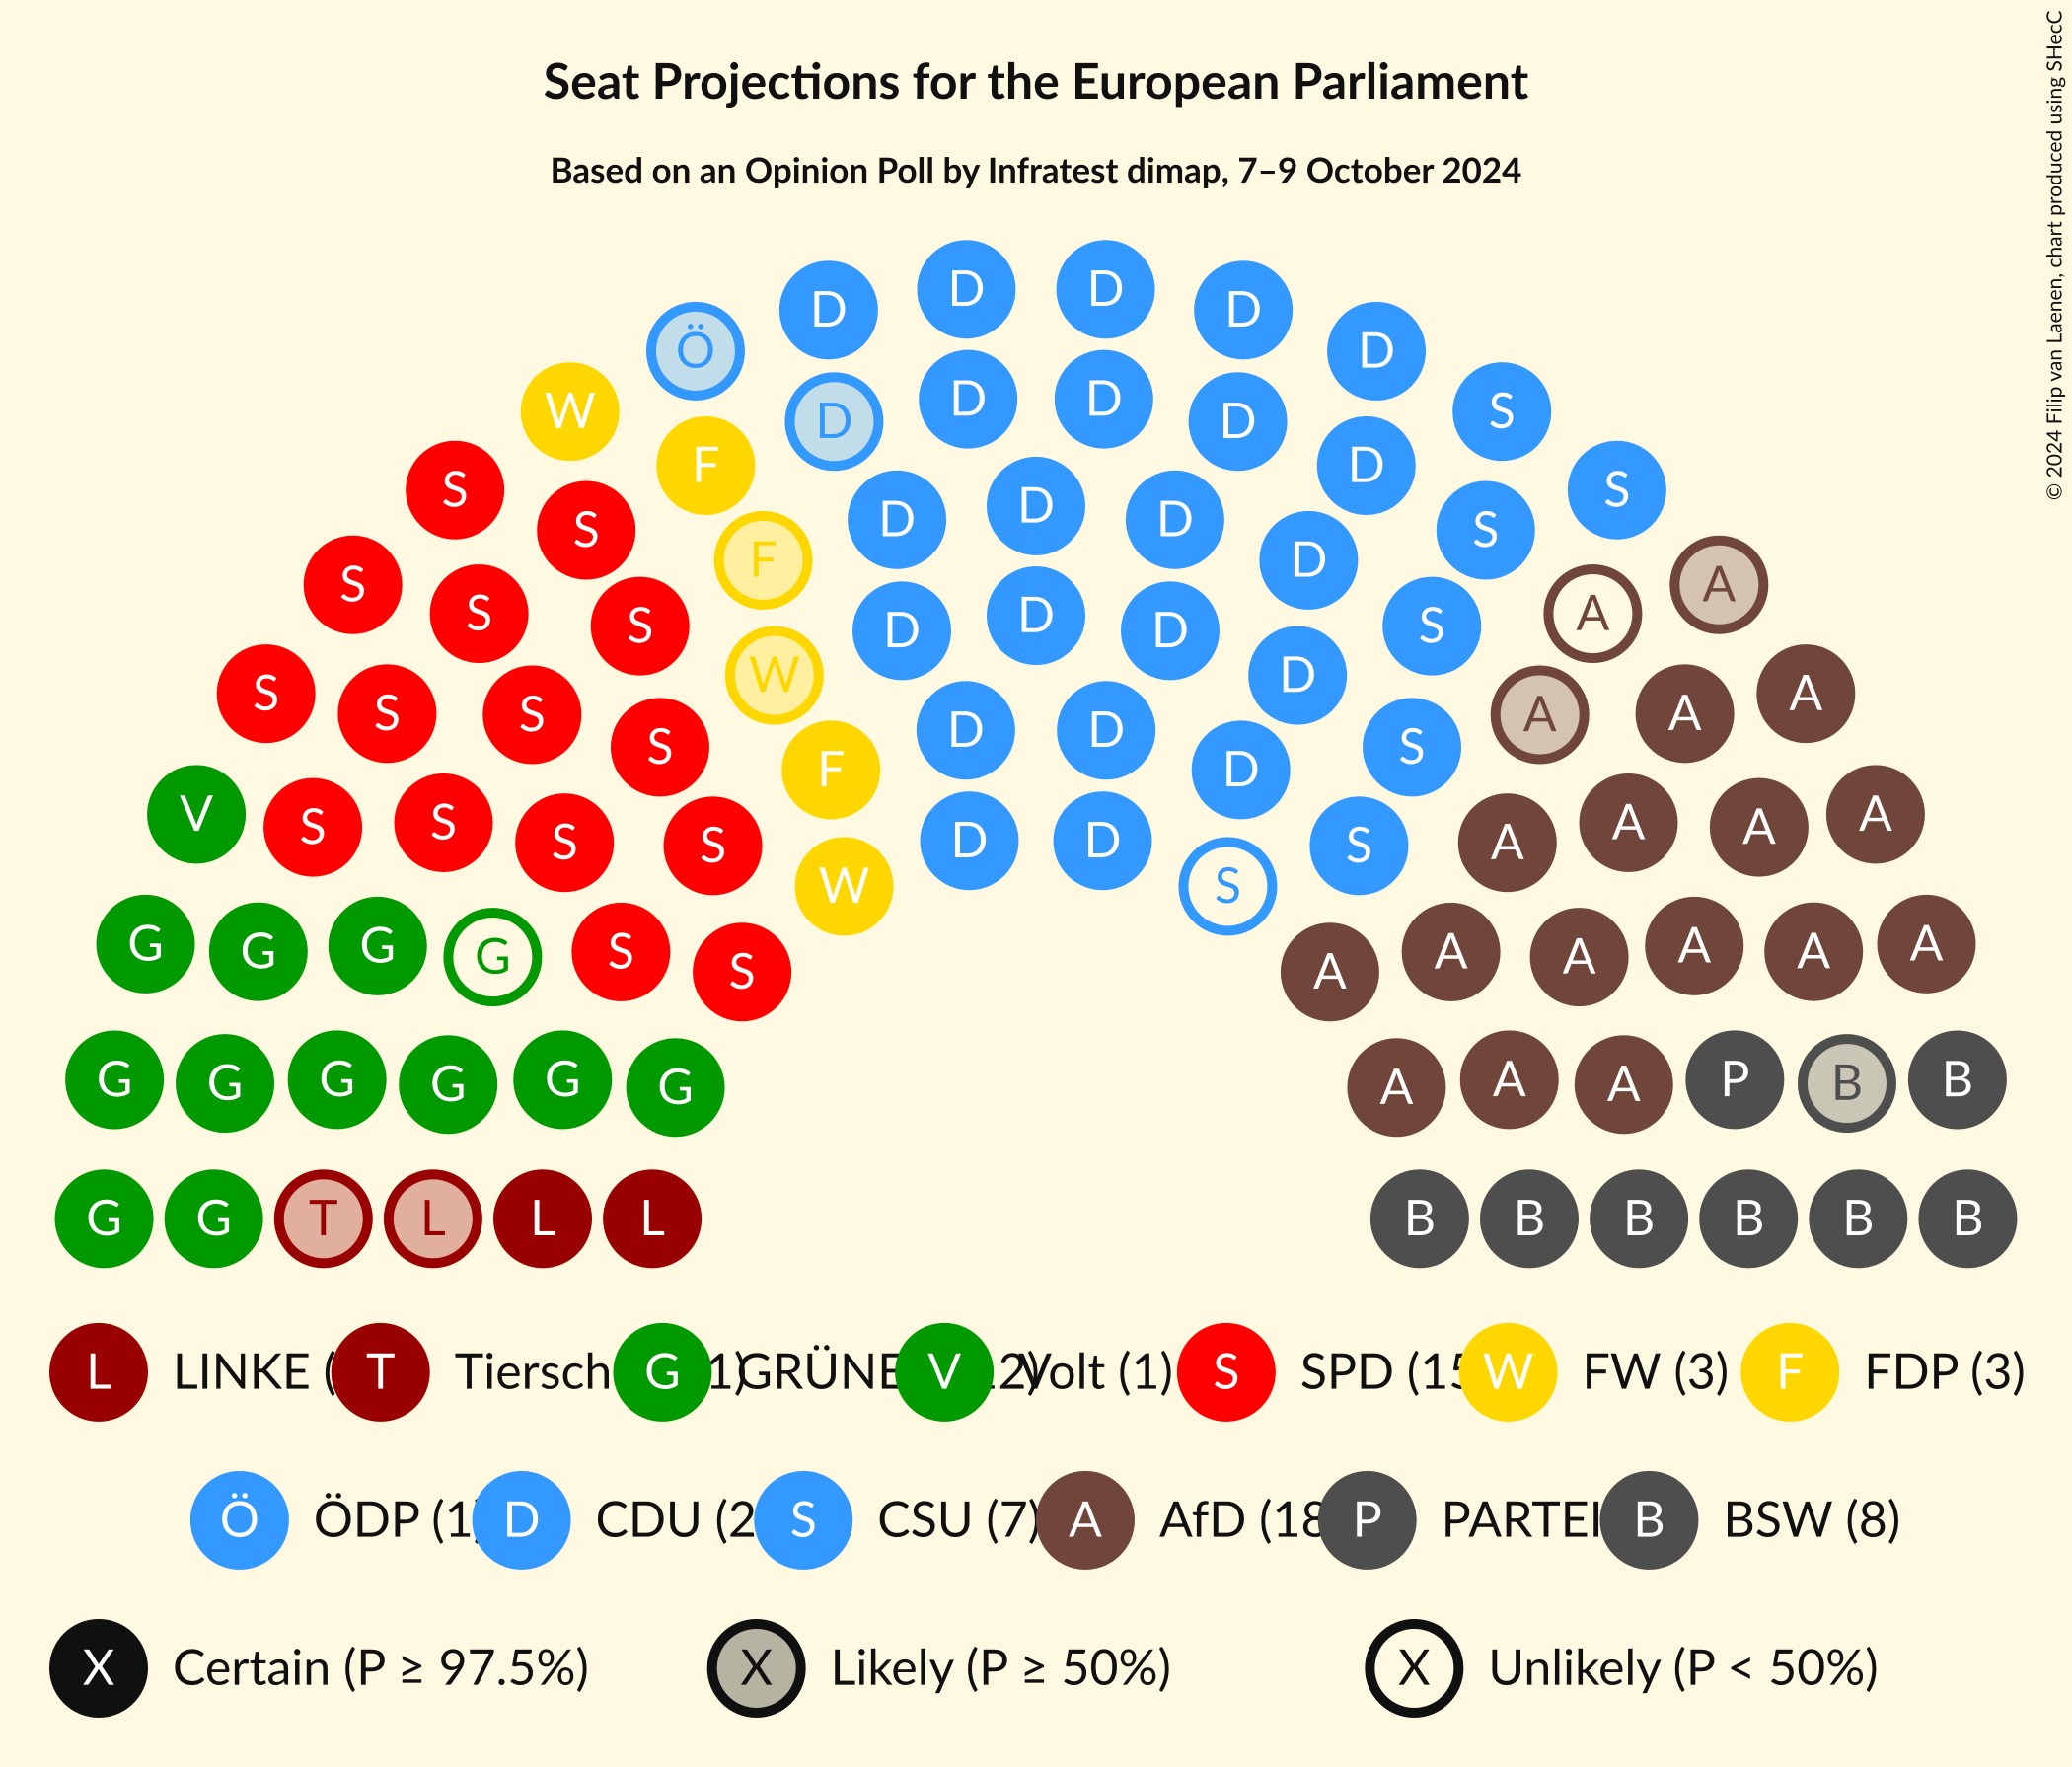 Seat Projections for the European Parliament
Based on an Opinion Poll by Infratest dimap, 7–9 October 2024
© 2024 Filip van Laenen, chart produced using SHecC
D D D D
Ö D
D D D D
W S
F D
S S
S S
D D D
F D
S A
S A
S S
D D D
W D
S A
S A
S A
S S
D D
F D
V A
S A
S A
S A
S S
D D
W S
G A
G A
G A
G A
S A
S A
G G G G G G A A A P B B
G G T L L L B B B B B B
L LINKE ( T Tiersch G 1) GRÜNE V 2) Volt (1) S SPD (15 W FW (3) F FDP (3)
Ö ÖDP (1 D CDU (2 S CSU (7) A AfD (18 P PARTEI B BSW (8)
X Certain (P ≥ 97.5%) X Likely (P ≥ 50%) X Unlikely (P < 50%)